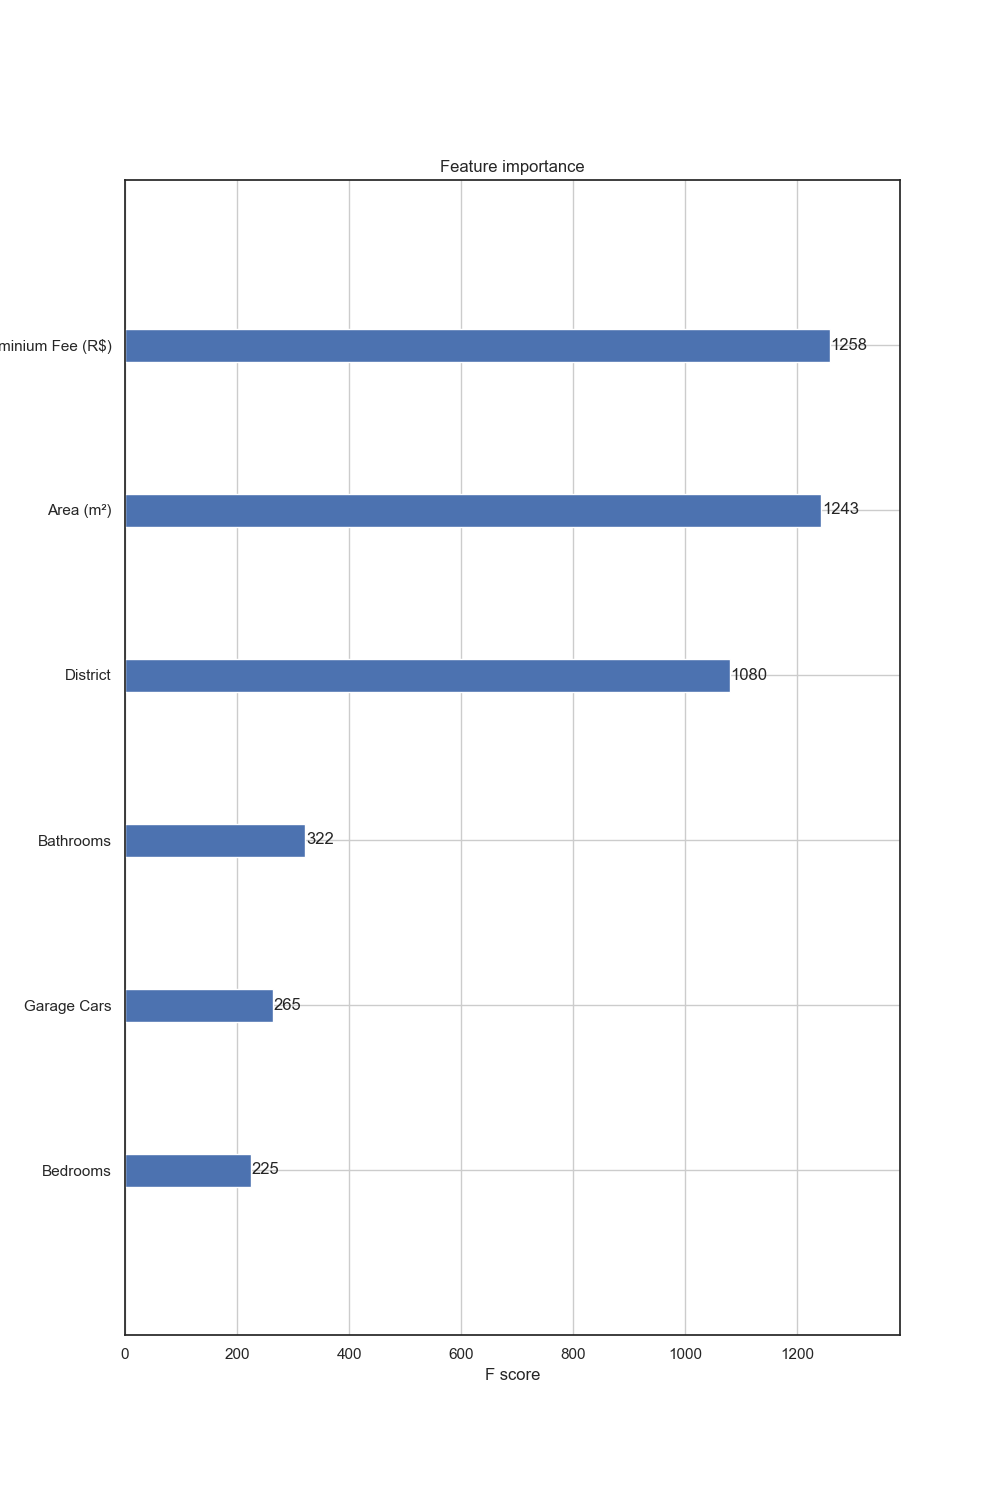 Feature importance
minium Fee (R$)
1258
Area (m²)
1243
District
1080
Bathrooms
322
Garage Cars
265
Bedrooms
225
0 200 400 600 800 1000 1200
F score